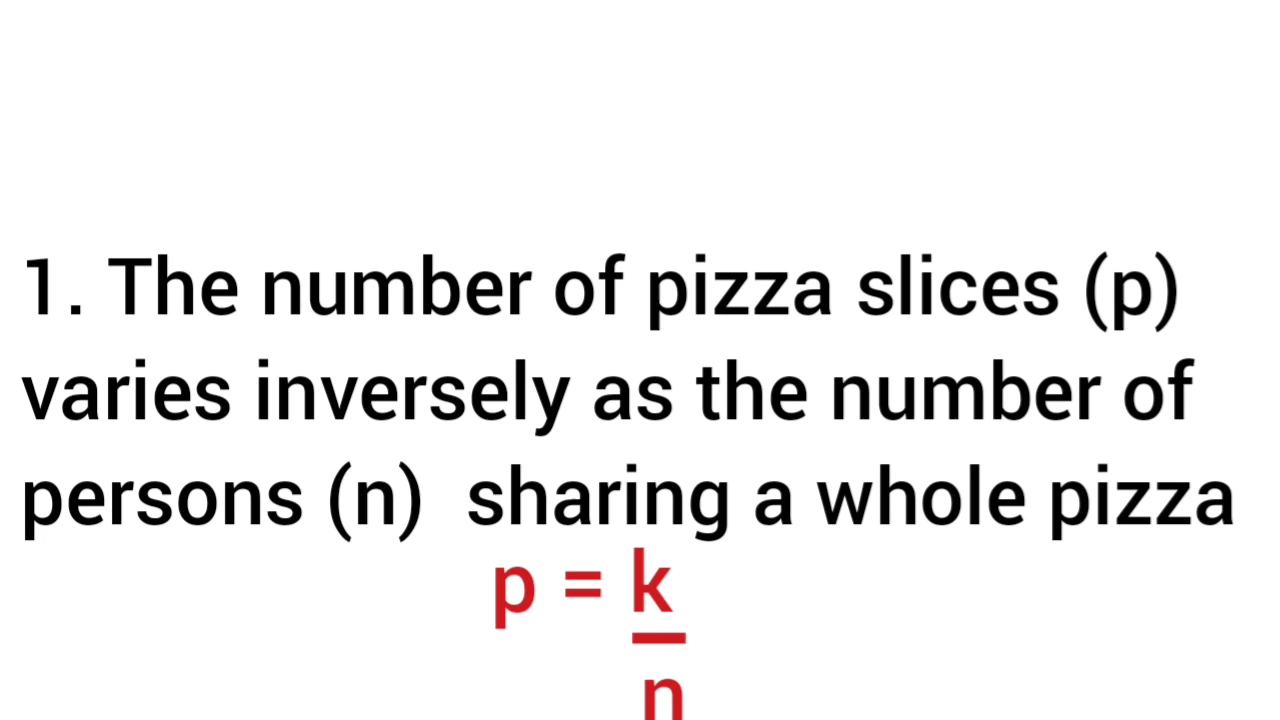 1. The number of pizza slices (p)
varies inversely as the number of
persons (n) sharing a whole pizza
p = k
n